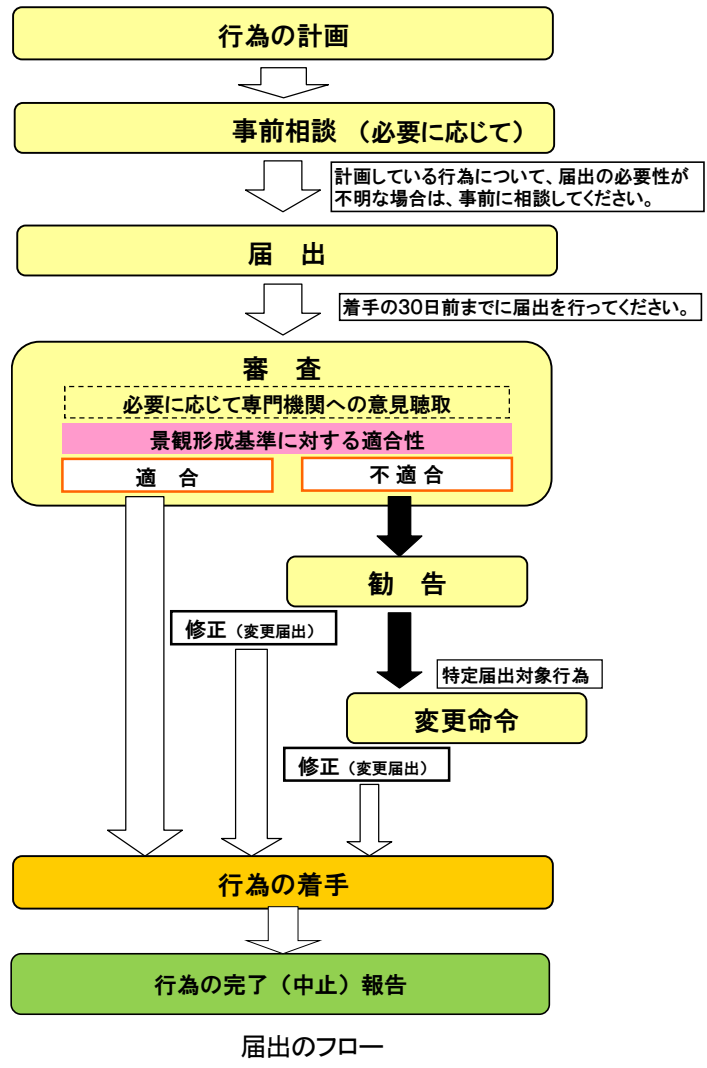 行為の計画
事前相談 （必要に応じて）
計画している行為について、届出の必要性が
不明な場合は、事前に相談してください。
届　出
着手の30日前までに届出を行ってください。
審　査
必要に応じて専門機関への意見聴取
景観形成基準に対する適合性
適　合
不 適 合
勧　告
修正（変更届出）
特定届出対象行為
変更命令
修正（変更届出）
行為の着手
行為の完了（中止）報告
届出のフロー